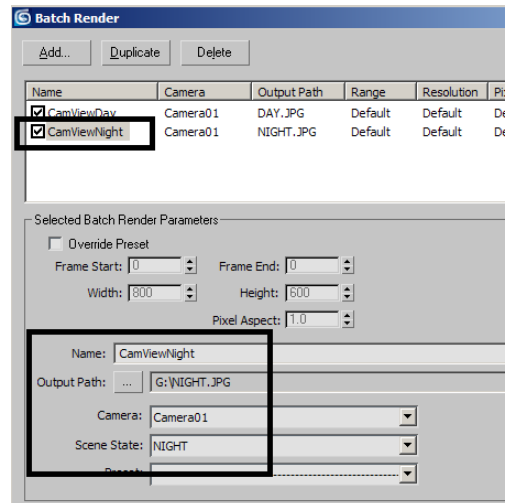 Batch Render
Add... Duplicate Delete
Name Camera Output Path Range Resolution
CamViewDay Camera01 DAY.JPG Default Default
CamViewNight Camera01 NIGHT.JPG Default Default
Selected Batch Render Parameters
Override Preset
Frame Start: 0 Frame End: 0
Width: 800 Height: 600
Pixel Aspect: 1.0
Name: CamViewNight
Output Path: ... G:\NIGHT.JPG
Camera: Camera01
Scene State: NIGHT
Preset: --------------------